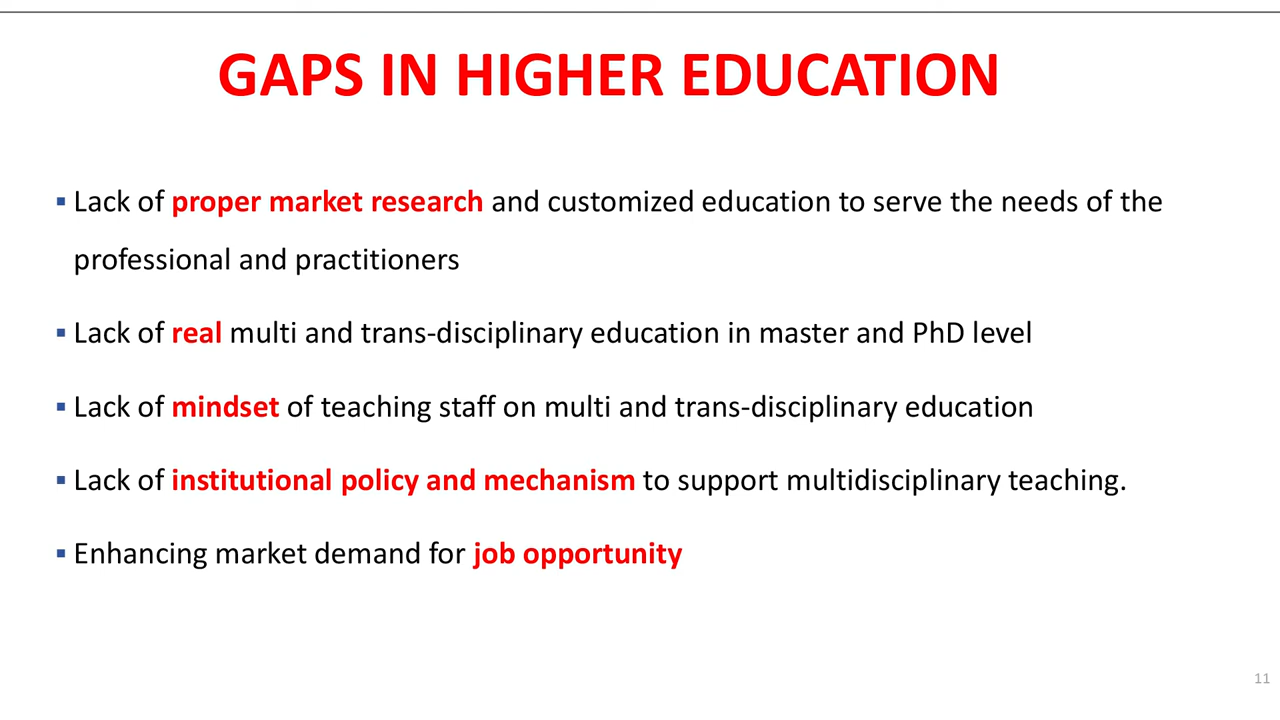 GAPS IN HIGHER EDUCATION
▪ Lack of proper market research and customized education to serve the needs of the
professional and practitioners
▪ Lack of real multi and trans-disciplinary education in master and PhD level
▪ Lack of mindset of teaching staff on multi and trans-disciplinary education
▪ Lack of institutional policy and mechanism to support multidisciplinary teaching.
▪ Enhancing market demand for job opportunity
11